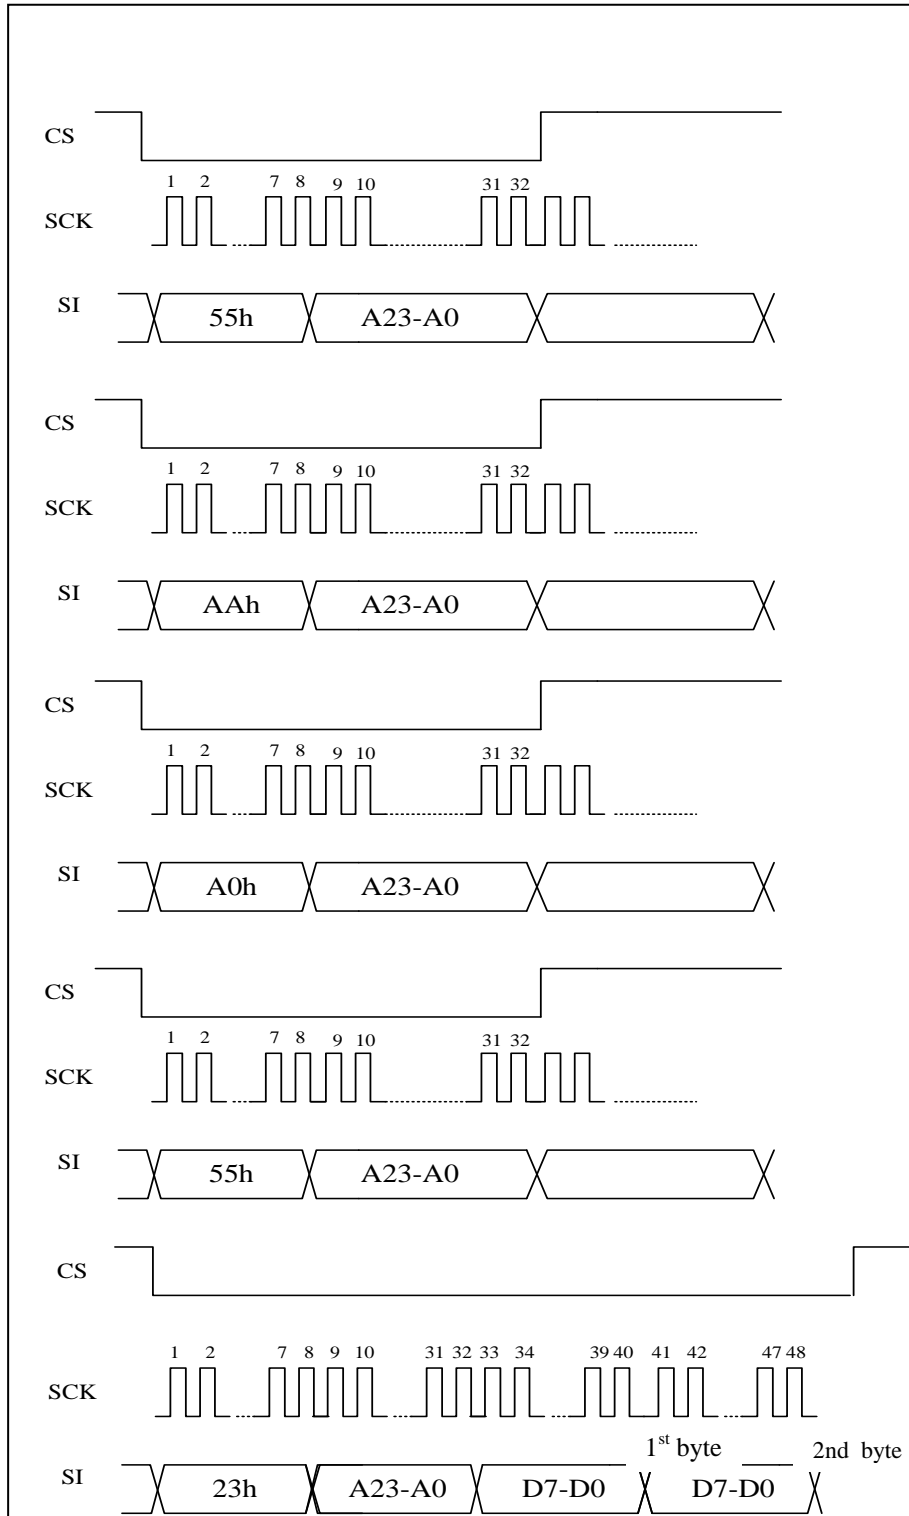 CS
1 2 7 8 9 10 31 32
SCK
SI 55h A23-A0
CS
1 2 7 8 9 10 31 32
SCK
SI AAh A23-A0
CS
1 2 7 8 9 10 31 32
SCK
SI A0h A23-A0
CS
1 2 7 8 9 10 31 32
SCK
SI 55h A23-A0
CS
1 2 7 8 9 10 31 32 33 34 39 40 41 42 47 48
SCK
1st byte 2nd byte
SI 23h A23-A0 D7-D0 D7-D0